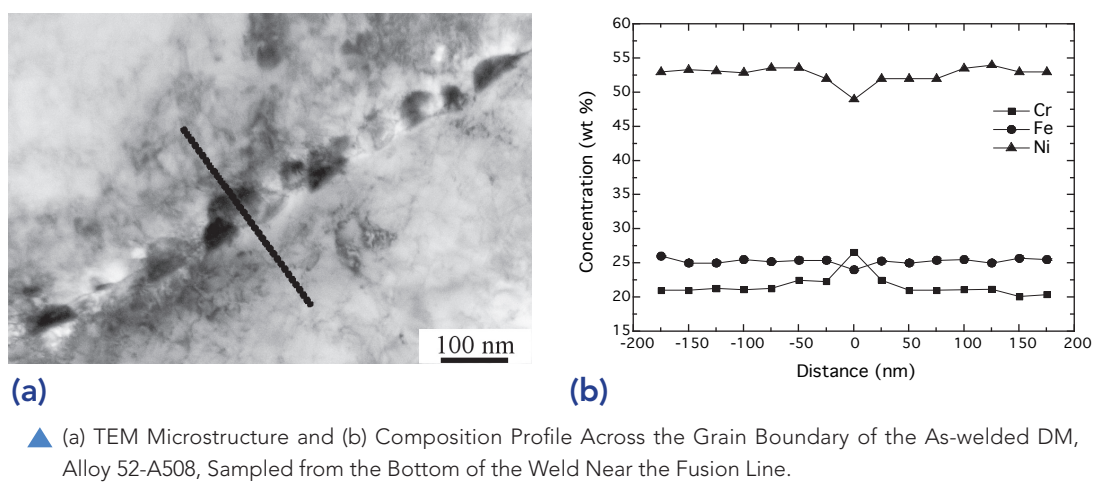 100 nm
(a)
60
55
50
45
40
35
30
25
20
15
Concentration (wt %)
Cr
Fe
Ni
-200 -150 -100 -50 0 50 100 150 200
Distance (nm)
(b)
(a) TEM Microstructure and (b) Composition Profile Across the Grain Boundary of the As-welded DM,
Alloy 52-A508, Sampled from the Bottom of the Weld Near the Fusion Line.